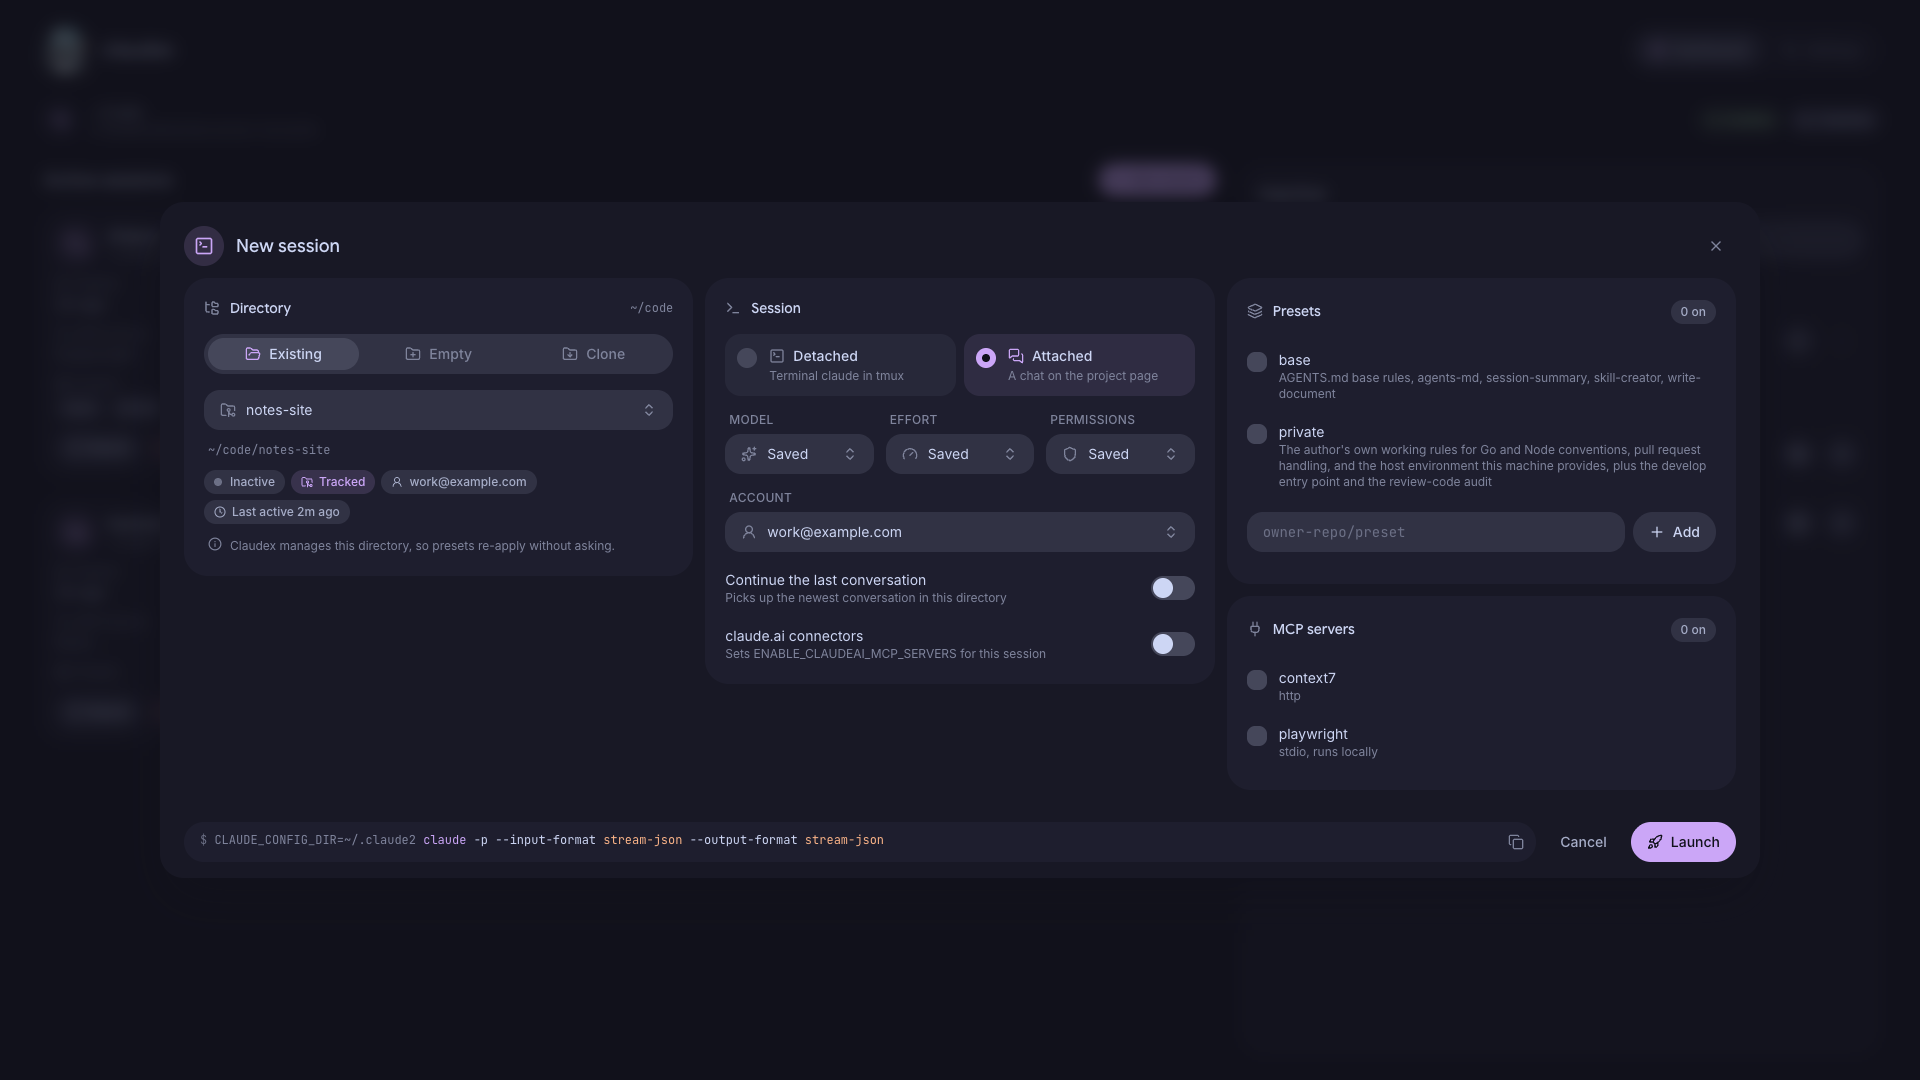 New session
Directory
~/code
Existing
Empty
Clone
notes-site
~/code/notes-site
Inactive
Tracked
work@example.com
Last active 2m ago
Claudex manages this directory, so presets re-apply without asking.
Session
Detached
Terminal claude in tmux
Attached
A chat on the project page
MODEL
EFFORT
PERMISSIONS
Saved
Saved
Saved
ACCOUNT
work@example.com
Continue the last conversation
Picks up the newest conversation in this directory
claude.ai connectors
Sets ENABLE_CLAUDEAI_MCP_SERVERS for this session
Presets
0 on
base
AGENTS.md base rules, agents-md, session-summary, skill-creator, write-
document
private
The author's own working rules for Go and Node conventions, pull request
handling, and the host environment this machine provides, plus the develop
entry point and the review-code audit
owner-repo/preset
Add
MCP servers
0 on
context7
http
playwright
stdio, runs locally
$ CLAUDE_CONFIG_DIR=~/.claude2 claude -p --input-format stream-json --output-format stream-json
Cancel
Launch